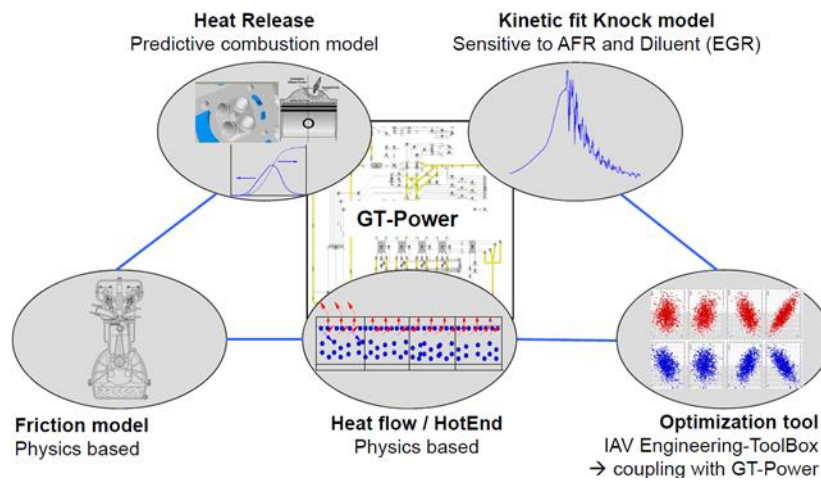 Heat Release
Predictive combustion model
Kinetic fit Knock model
Sensitive to AFR and Diluent (EGR)
GT-Power
Friction model
Physics based
Heat flow / HotEnd
Physics based
Optimization tool
IAV Engineering-ToolBox
→ coupling with GT-Power